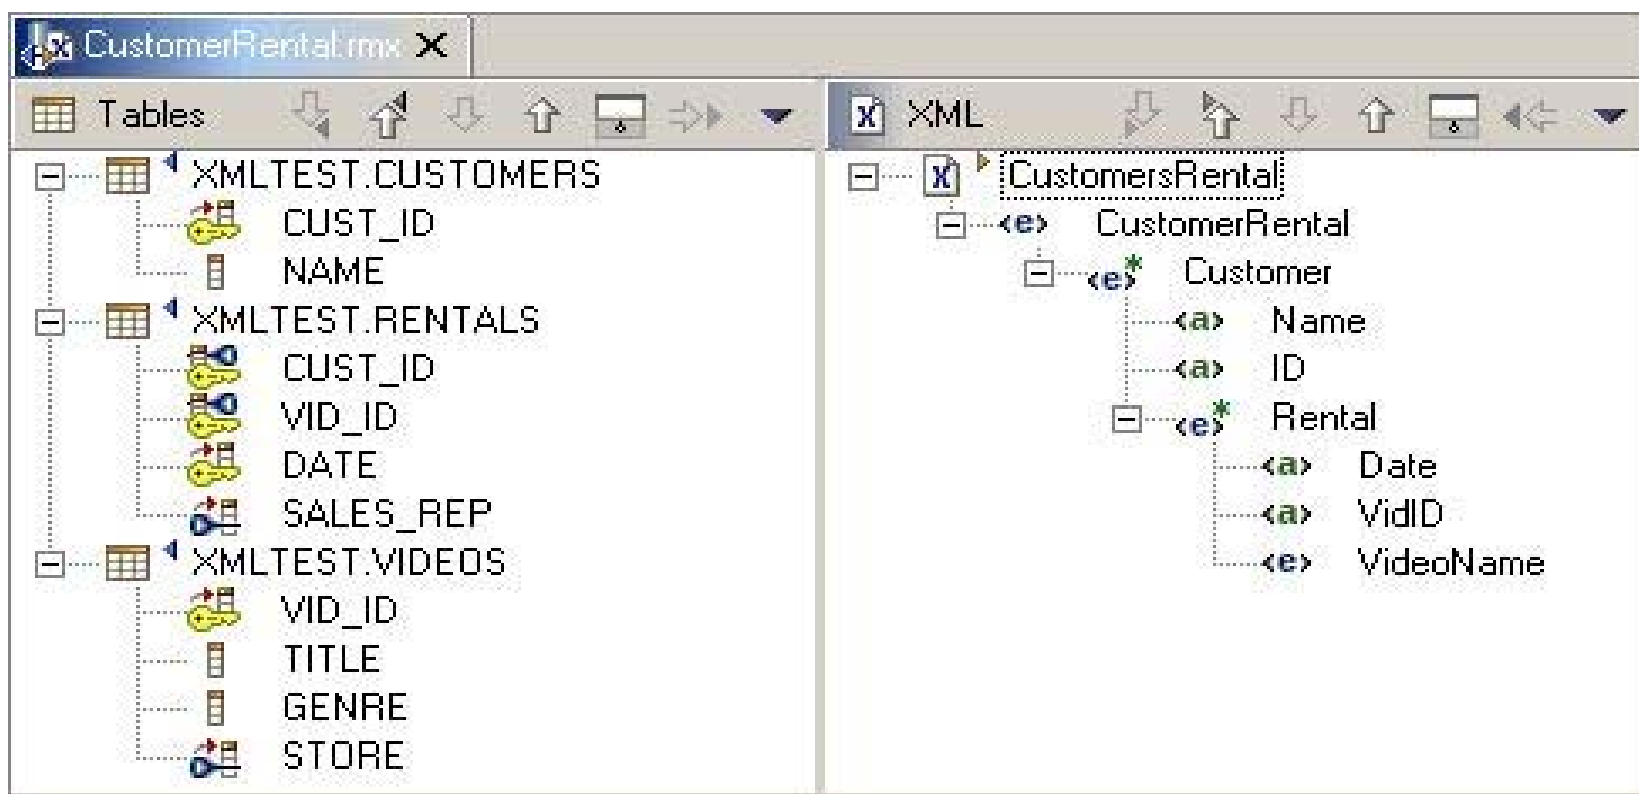 CustomerRental.rmx
Tables
XMLTEST.CUSTOMERS
CUST_ID
NAME
XMLTEST.RENTALS
CUST_ID
VID_ID
DATE
SALES_REP
XMLTEST.VIDEOS
VID_ID
TITLE
GENRE
STORE
XML
CustomersRental
<e> CustomerRental
<e>* Customer
<a> Name
<a> ID
<e>* Rental
<a> Date
<a> VidID
<e> VideoName